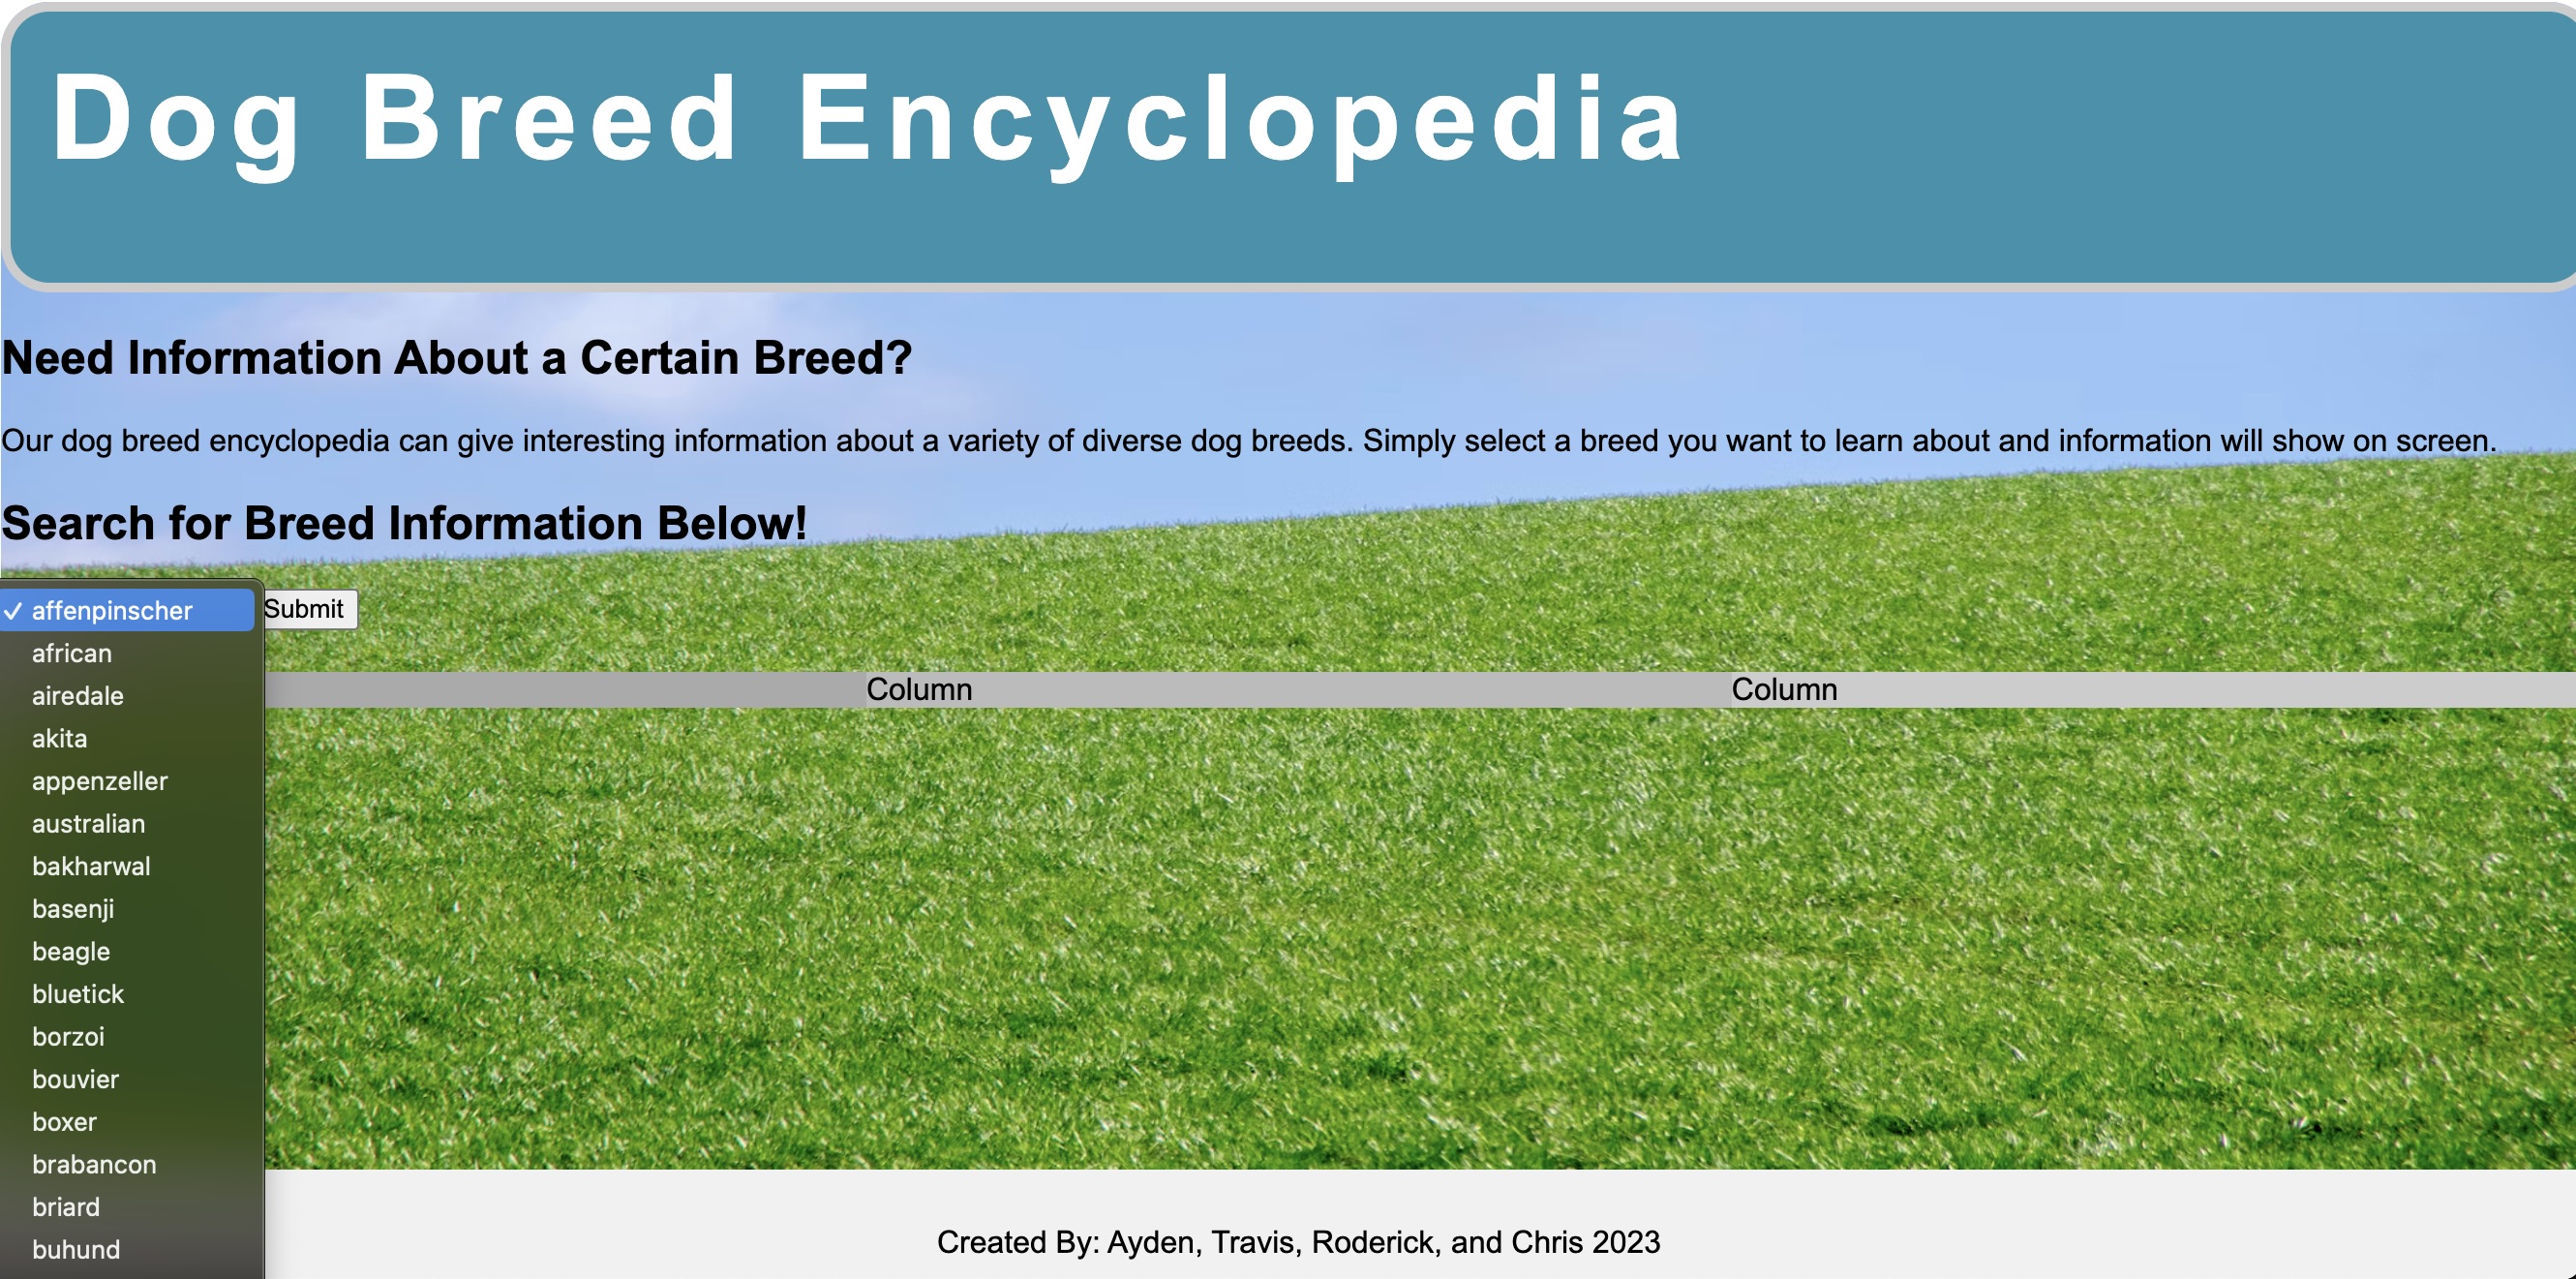 Dog Breed Encyclopedia
Need Information About a Certain Breed?
Our dog breed encyclopedia can give interesting information about a variety of diverse dog breeds. Simply select a breed you want to learn about and information will show on screen.
Search for Breed Information Below!
✓ affenpinscher
Submit
african
airedale
Column
Column
akita
appenzeller
australian
bakharwal
basenji
beagle
bluetick
borzoi
bouvier
boxer
brabancon
briard
buhund
Created By: Ayden, Travis, Roderick, and Chris 2023